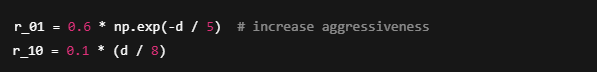 r_01 = 0.6 * np.exp(-d / 5)  # increase aggressiveness
r_10 = 0.1 * (d / 8)